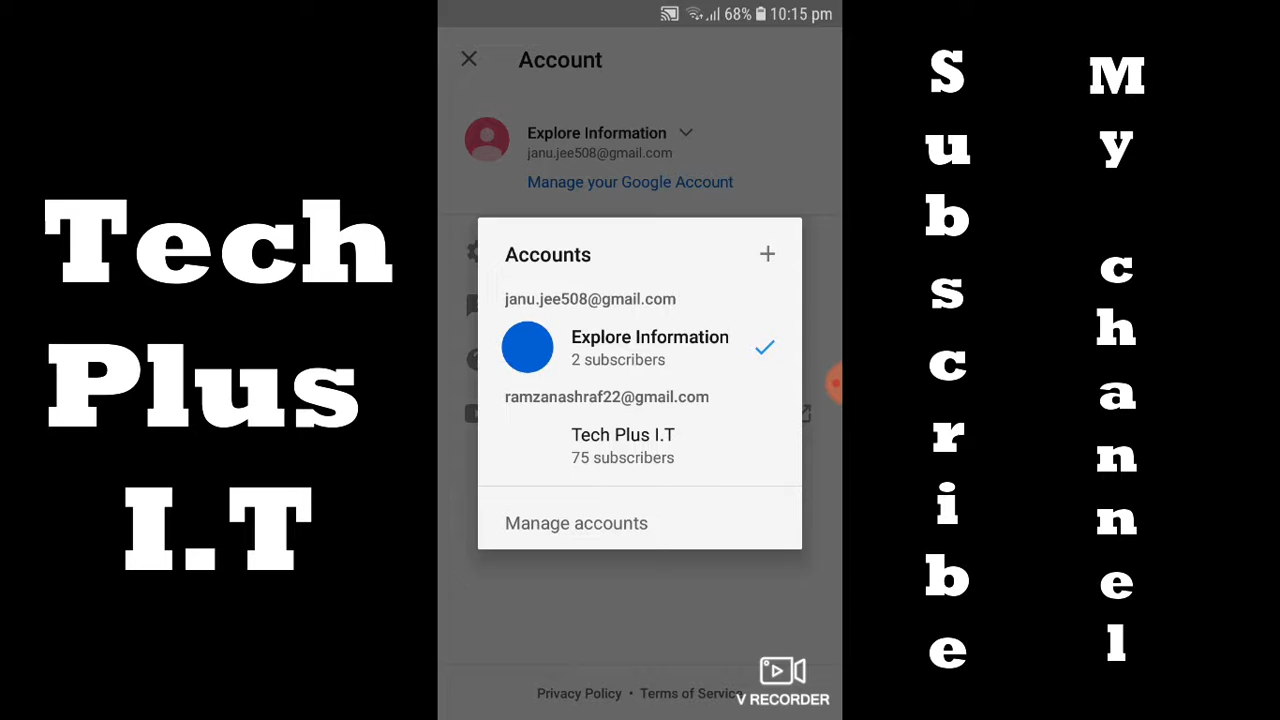 Tech
Plus
I.T
68% 10:15 pm
Account
Explore Information
janu.jee508@gmail.com
Manage your Google Account
Accounts
janu.jee508@gmail.com
Explore Information
2 subscribers
ramzanashraf22@gmail.com
Tech Plus I.T
75 subscribers
Manage accounts
Privacy Policy • Terms of Service
V RECORDER
Subscribe
My channel